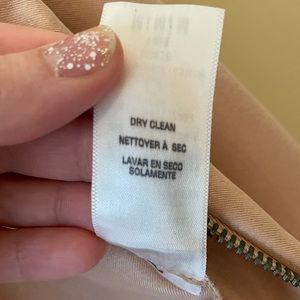 DRY CLEAN
NETTOYER À SEC
LAVAR EN SECO
SOLAMENTE